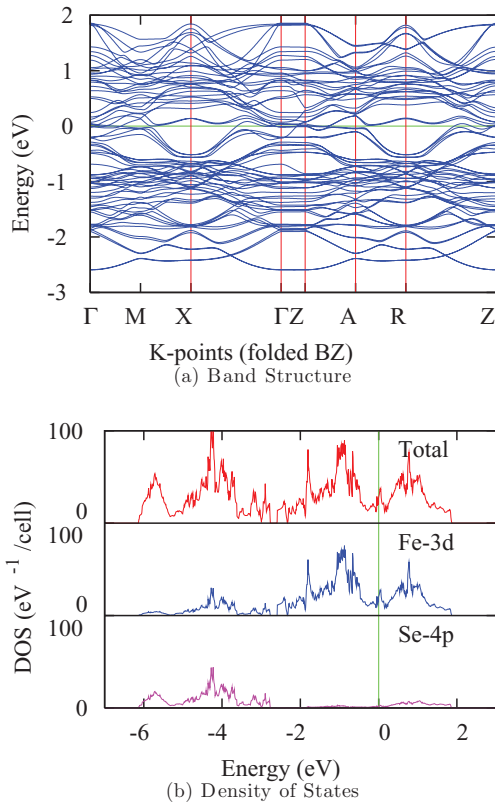 2
1
0
-1
-2
-3
Energy (eV)
Γ M X Γ Z A R Z
K-points (folded BZ)
(a) Band Structure
100
Total
0
Fe-3d
100
0
Se-4p
100
0
DOS (eV -1 /cell)
-6 -4 -2 0 2
Energy (eV)
(b) Density of States